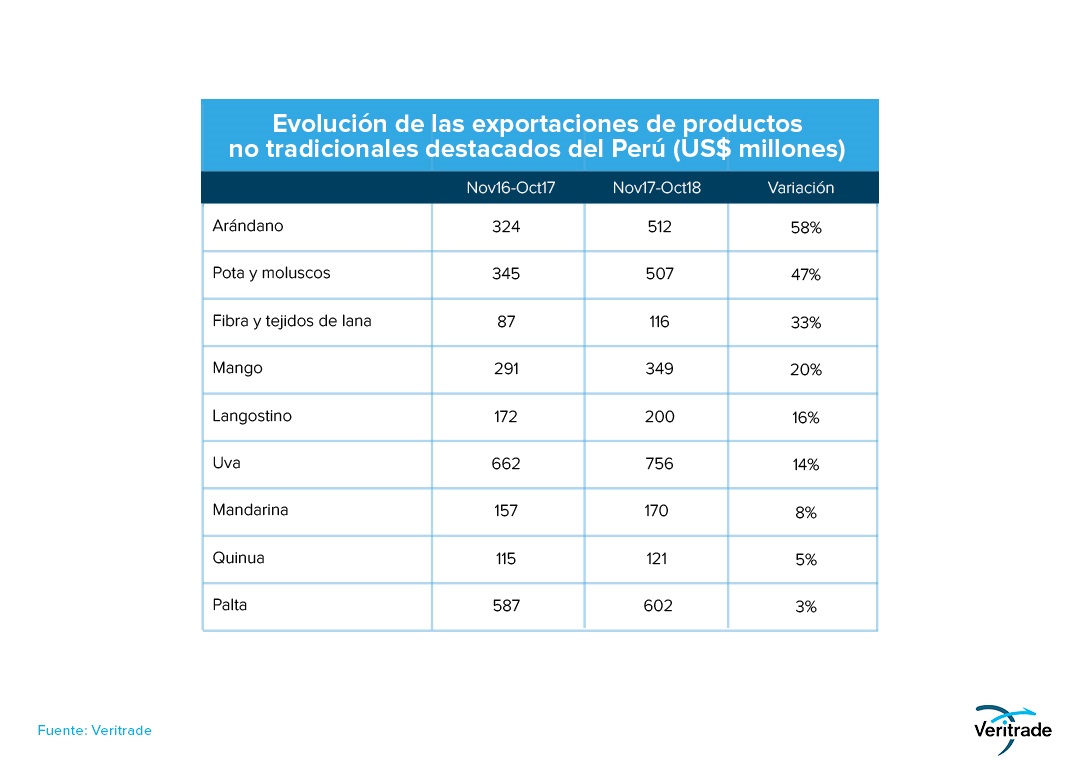 Evolución de las exportaciones de productos
no tradicionales destacados del Perú (US$ millones)
Nov16-Oct17 Nov17-Oct18 Variación
Arándano 324 512 58%
Pota y moluscos 345 507 47%
Fibra y tejidos de lana 87 116 33%
Mango 291 349 20%
Langostino 172 200 16%
Uva 662 756 14%
Mandarina 157 170 8%
Quinua 115 121 5%
Palta 587 602 3%
Fuente: Veritrade
Veritrade